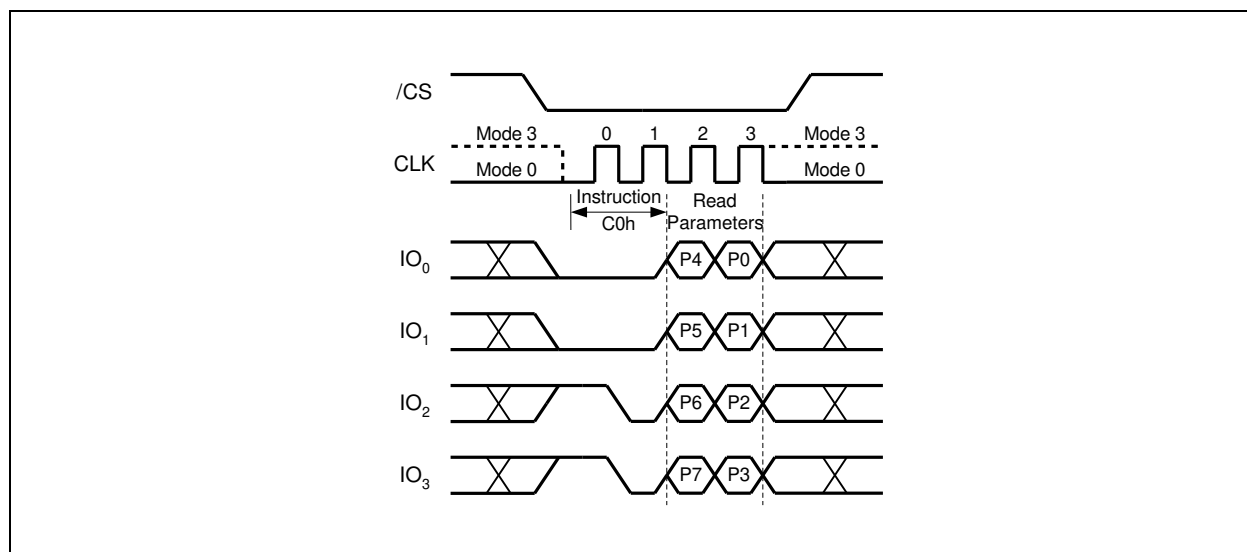 /CS
Mode 3 0 1 2 3 Mode 3
CLK
Mode 0 Mode 0
Instruction Read
C0h Parameters
IO0 P4 P0
IO1 P5 P1
IO2 P6 P2
IO3 P7 P3